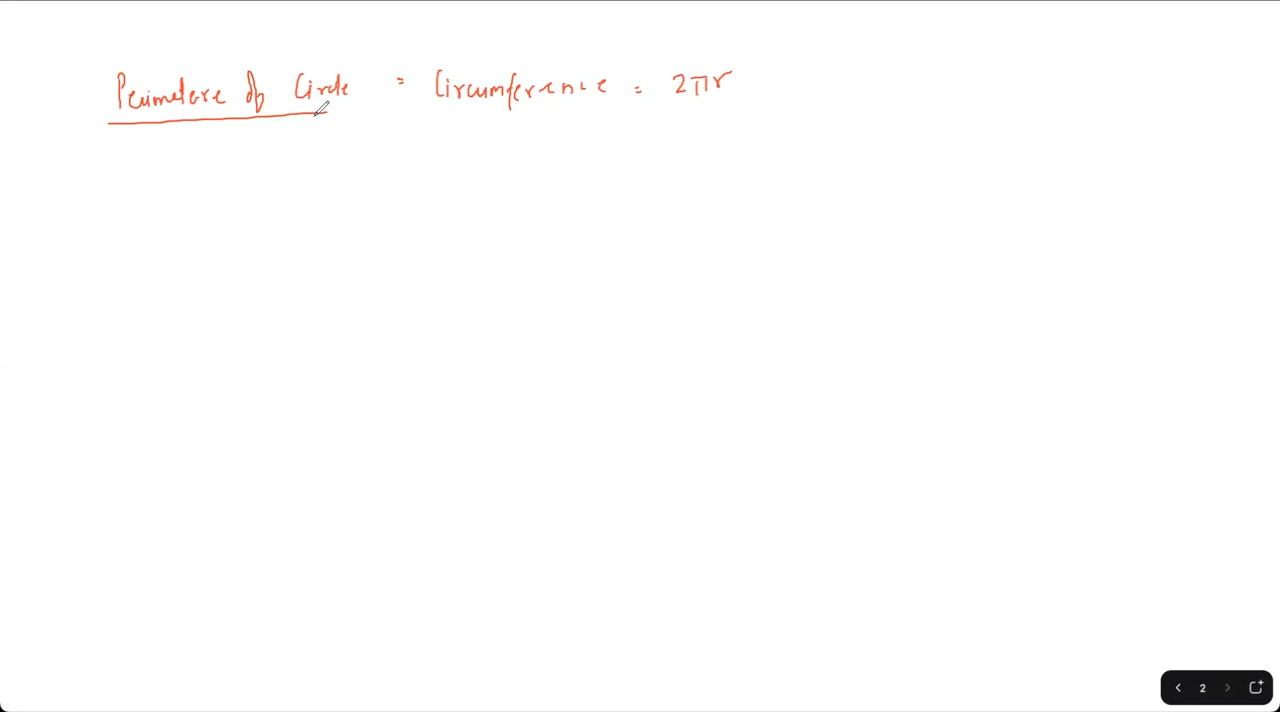 Perimetere of Circle = Circumference = 2πr
2